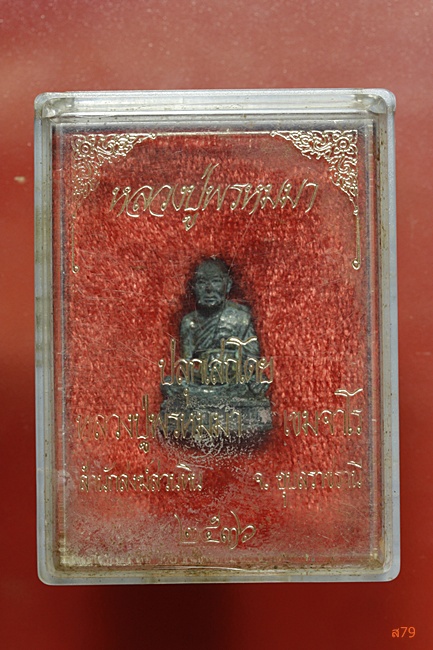 หลวงปู่พรหมมา
ปลุกเสกโดย
หลวงปู่พรหมมา เขมจาโร
สำนักสงฆ์สวนหิน จ. อุบลราชธานี
๒๕๓๖
ส79